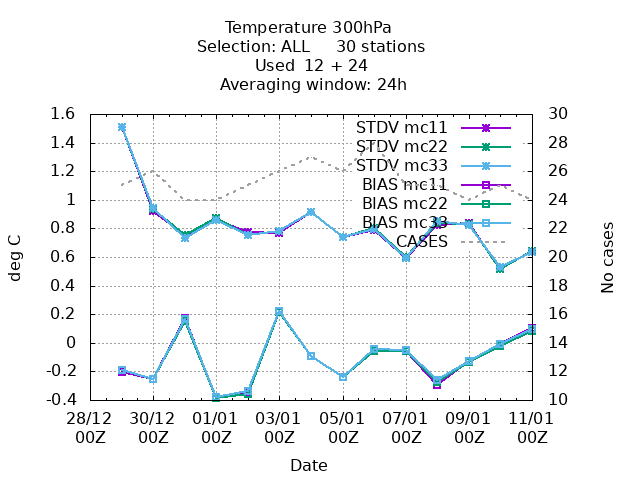 Temperature 300hPa
Selection: ALL 30 stations
Used 12 + 24
Averaging window: 24h
1.6
1.4
1.2
1
0.8
0.6
0.4
0.2
0
-0.2
-0.4
deg C
30
28
26
24
22
20
18
16
14
12
10
No cases
STDV mc11
STDV mc22
STDV mc33
BIAS mc11
BIAS mc22
BIAS mc33
CASES
28/12 30/12 01/01 03/01 05/01 07/01 09/01 11/01
00Z 00Z 00Z 00Z 00Z 00Z 00Z 00Z
Date